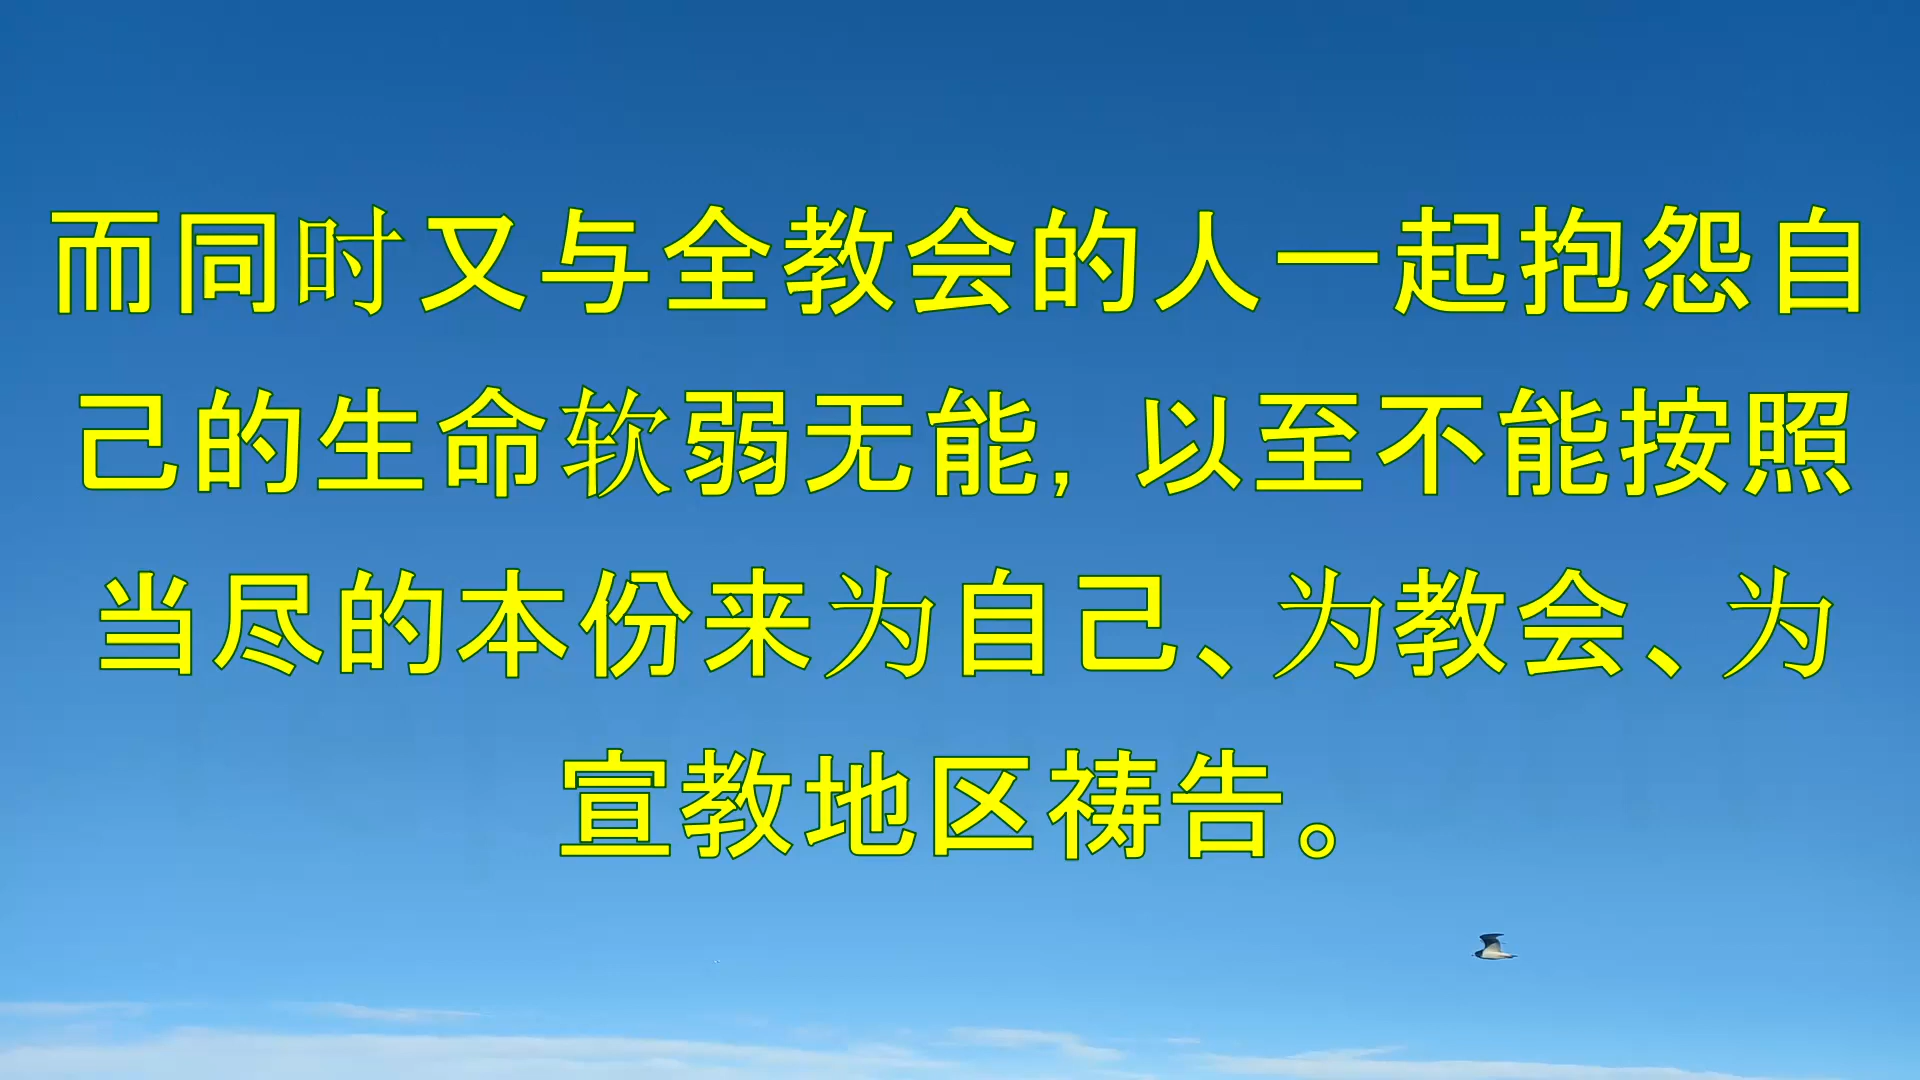 而同时又与全教会的人一起抱怨自
己的生命软弱无能，以至不能按照
当尽的本份来为自己、为教会、为
宣教地区祷告。